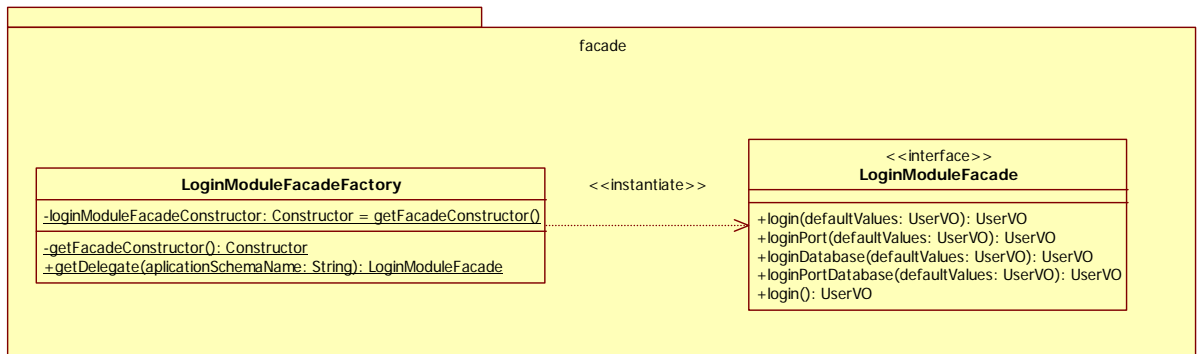 facade
LoginModuleFacadeFactory
-loginModuleFacadeConstructor: Constructor = getFacadeConstructor()
-getFacadeConstructor(): Constructor
+getDelegate(aplicationSchemaName: String): LoginModuleFacade
<<instantiate>>
<<interface>>
LoginModuleFacade
+login(defaultValues: UserVO): UserVO
+loginPort(defaultValues: UserVO): UserVO
+loginDatabase(defaultValues: UserVO): UserVO
+loginPortDatabase(defaultValues: UserVO): UserVO
+login(): UserVO